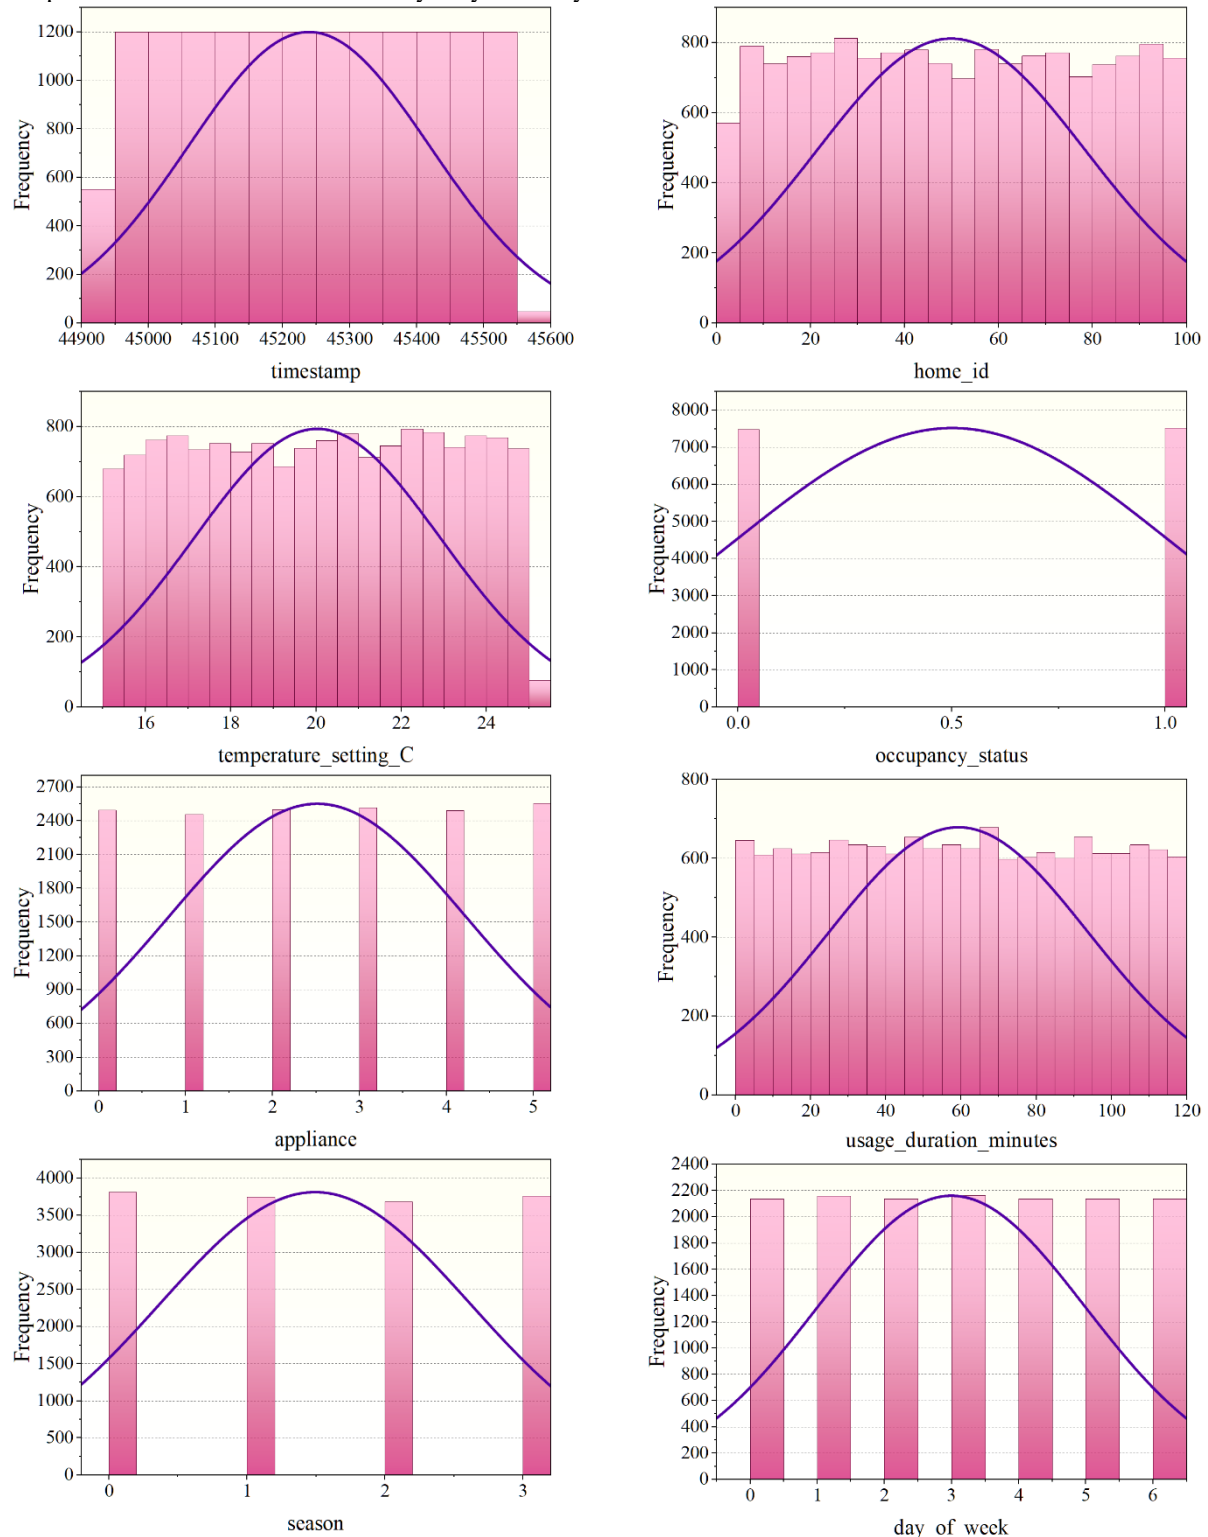 1200
1000
800
600
400
200
0
Frequency
44900 45000 45100 45200 45300 45400 45500 45600
timestamp
800
600
400
200
0
Frequency
0 20 40 60 80 100
home_id
800
600
400
200
0
Frequency
16 18 20 22 24
temperature_setting_C
8000
7000
6000
5000
4000
3000
2000
1000
0
Frequency
0.0 0.5 1.0
occupancy_status
2700
2400
2100
1800
1500
1200
900
600
300
0
Frequency
0 1 2 3 4 5
appliance
800
600
400
200
0
Frequency
0 20 40 60 80 100 120
usage_duration_minutes
4000
3500
3000
2500
2000
1500
1000
500
0
Frequency
0 1 2 3
season
2400
2200
2000
1800
1600
1400
1200
1000
800
600
400
200
0
Frequency
0 1 2 3 4 5 6
day_of_week